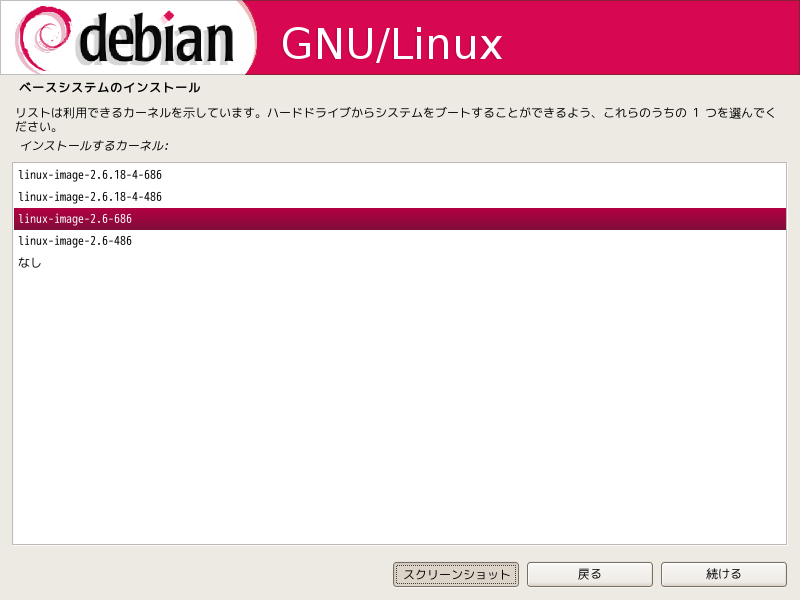 debian GNU/Linux
ベースシステムのインストール
リストは利用できるカーネルを示しています。ハードドライブからシステムをブートすることができるよう、これらのうちの 1 つを選んでく
ださい。
インストールするカーネル:
linux-image-2.6.18-4-686
linux-image-2.6.18-4-486
linux-image-2.6-686
linux-image-2.6-486
なし
スクリーンショット 戻る 続ける